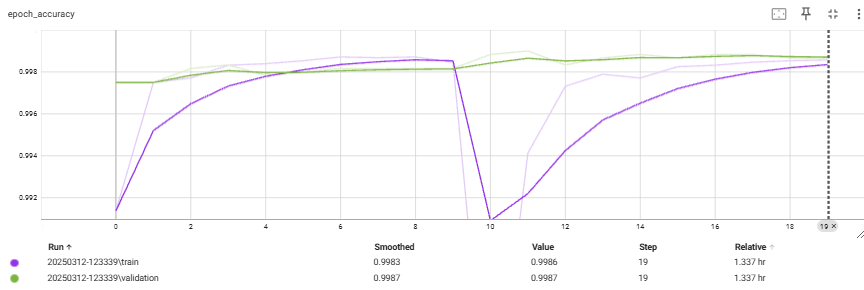 epoch_accuracy
0.998
0.996
0.994
0.992
0 2 4 6 8 10 12 14 16 18 19 ×
Run ↑ Smoothed Value Step Relative ↑
20250312-123339\train 0.9983 0.9986 19 1.337 hr
20250312-123339\validation 0.9987 0.9987 19 1.337 hr